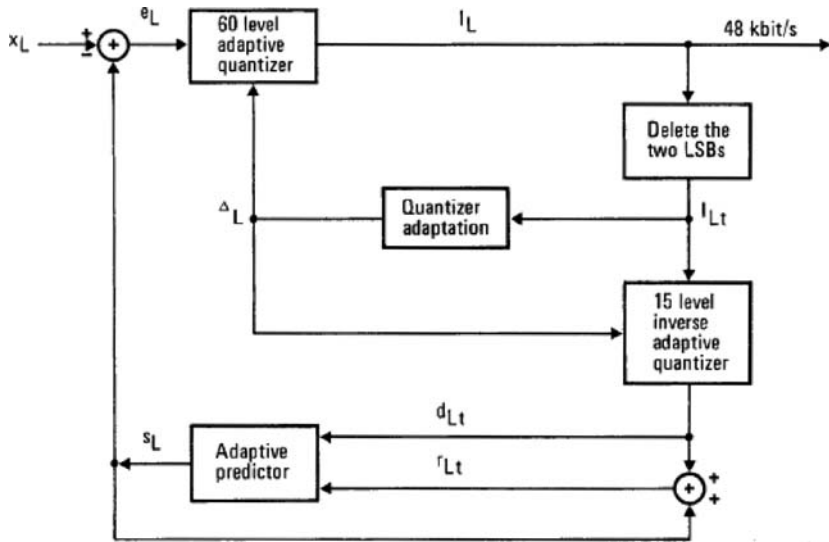 e_L
60 level
adaptive
quantizer
I_L
48 kbit/s
x_L
+
−
+
Delete the
two LSBs
Δ_L
Quantizer
adaptation
I_Lt
15 level
inverse
adaptive
quantizer
d_Lt
s_L
Adaptive
predictor
r_Lt
+
+
+